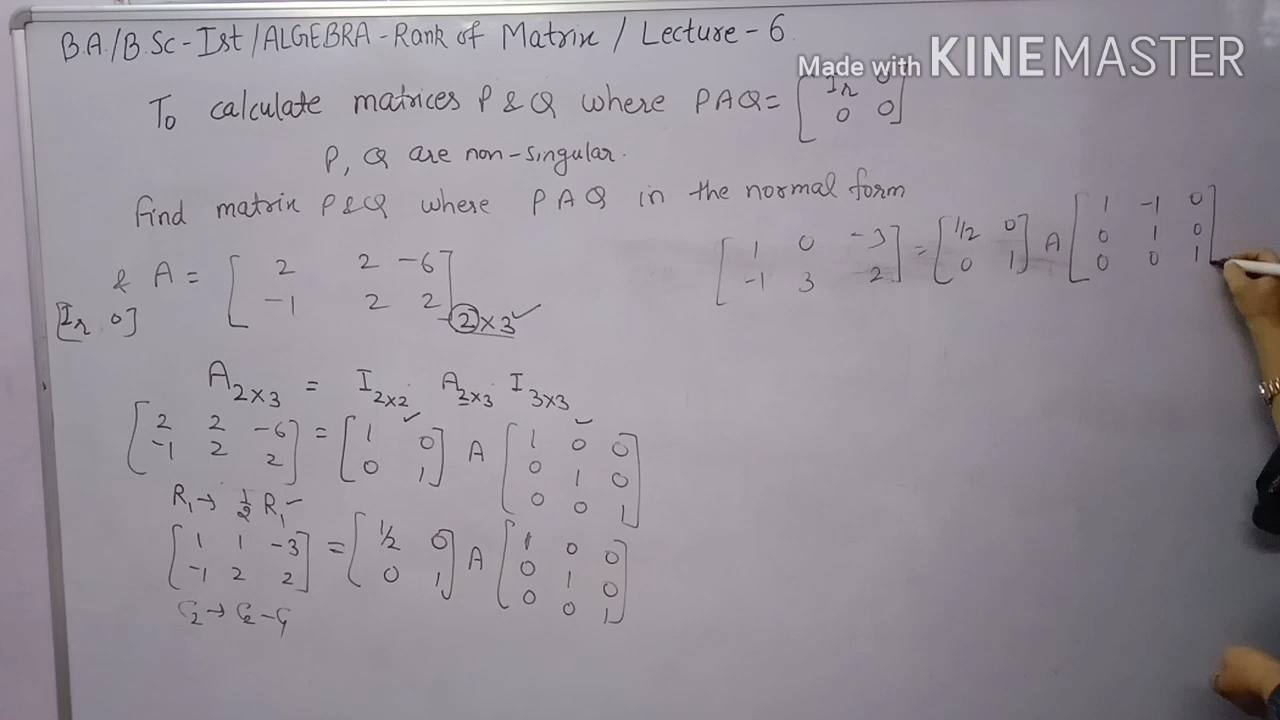 B.A./B.Sc-Ist/ALGEBRA-Rank of Matrix / Lecture-6
Made with KINEMASTER
To calculate matrices P & Q where PAQ = [ Ir 0
0 0 ]
P, Q are non-singular.
find matrix P & Q where PAQ in the normal form
& A = [ 2 2 -6
-1 2 2 ] 2×3 ✓
[Ir 0]
A2×3 = I2×2 A2×3 I3×3
[ 2 2 -6 = [ 1 0 A [ 1 0 0
-1 2 2 ] 0 1 ] 0 1 0
0 0 1 ]
R1→ 1/2 R1
[ 1 1 -3 = [ 1/2 0 A [ 1 0 0
-1 2 2 ] 0 1 ] 0 1 0
0 0 1 ]
C2→ C2-C1
[ 1 0 -3 = [ 1/2 0 A [ 1 -1 0
-1 3 2 ] 0 1 ] 0 1 0
0 0 1 ]